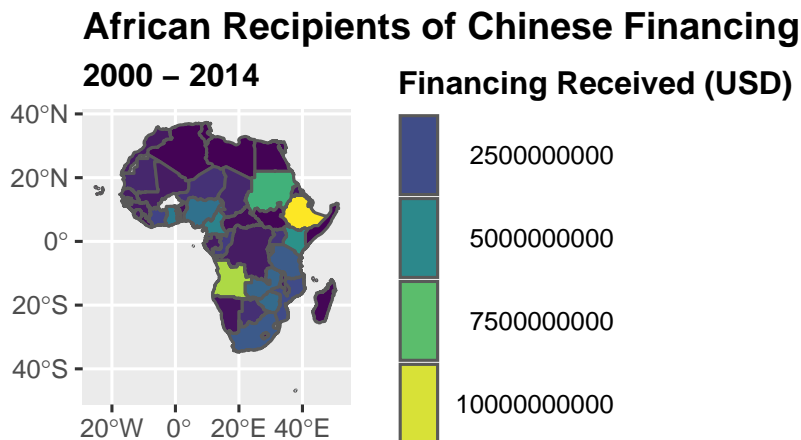 African Recipients of Chinese Financing
2000 – 2014
Financing Received (USD)
40°N
20°N
0°
20°S
40°S
20°W 0° 20°E 40°E
2500000000
5000000000
7500000000
10000000000